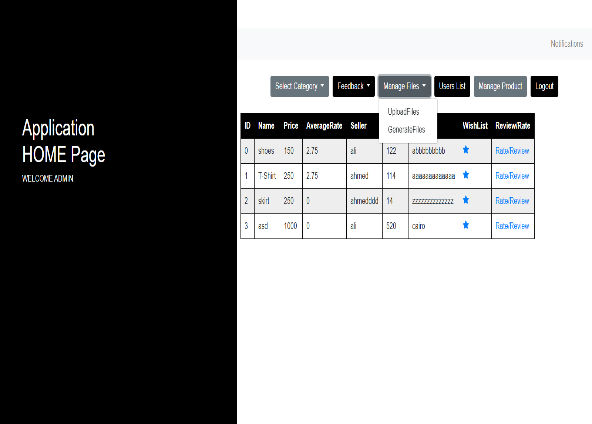 Notifications
Select Category Feedback Manage Files Users List Manage Product Logout
UploadFiles
GenerateFiles
Application
HOME Page
WELCOME ADMIN
ID Name Price AverageRate Seller WishList Review/Rate
0 shoes 150 2.75 ali 122 abbbbbbbbb Rate/Review
1 T-Shirt 250 2.75 ahmed 114 aaaaaaaaaaaaa Rate/Review
2 skirt 250 0 ahmedddd 14 zzzzzzzzzzzzz Rate/Review
3 asd 1000 0 ali 520 cairo Rate/Review